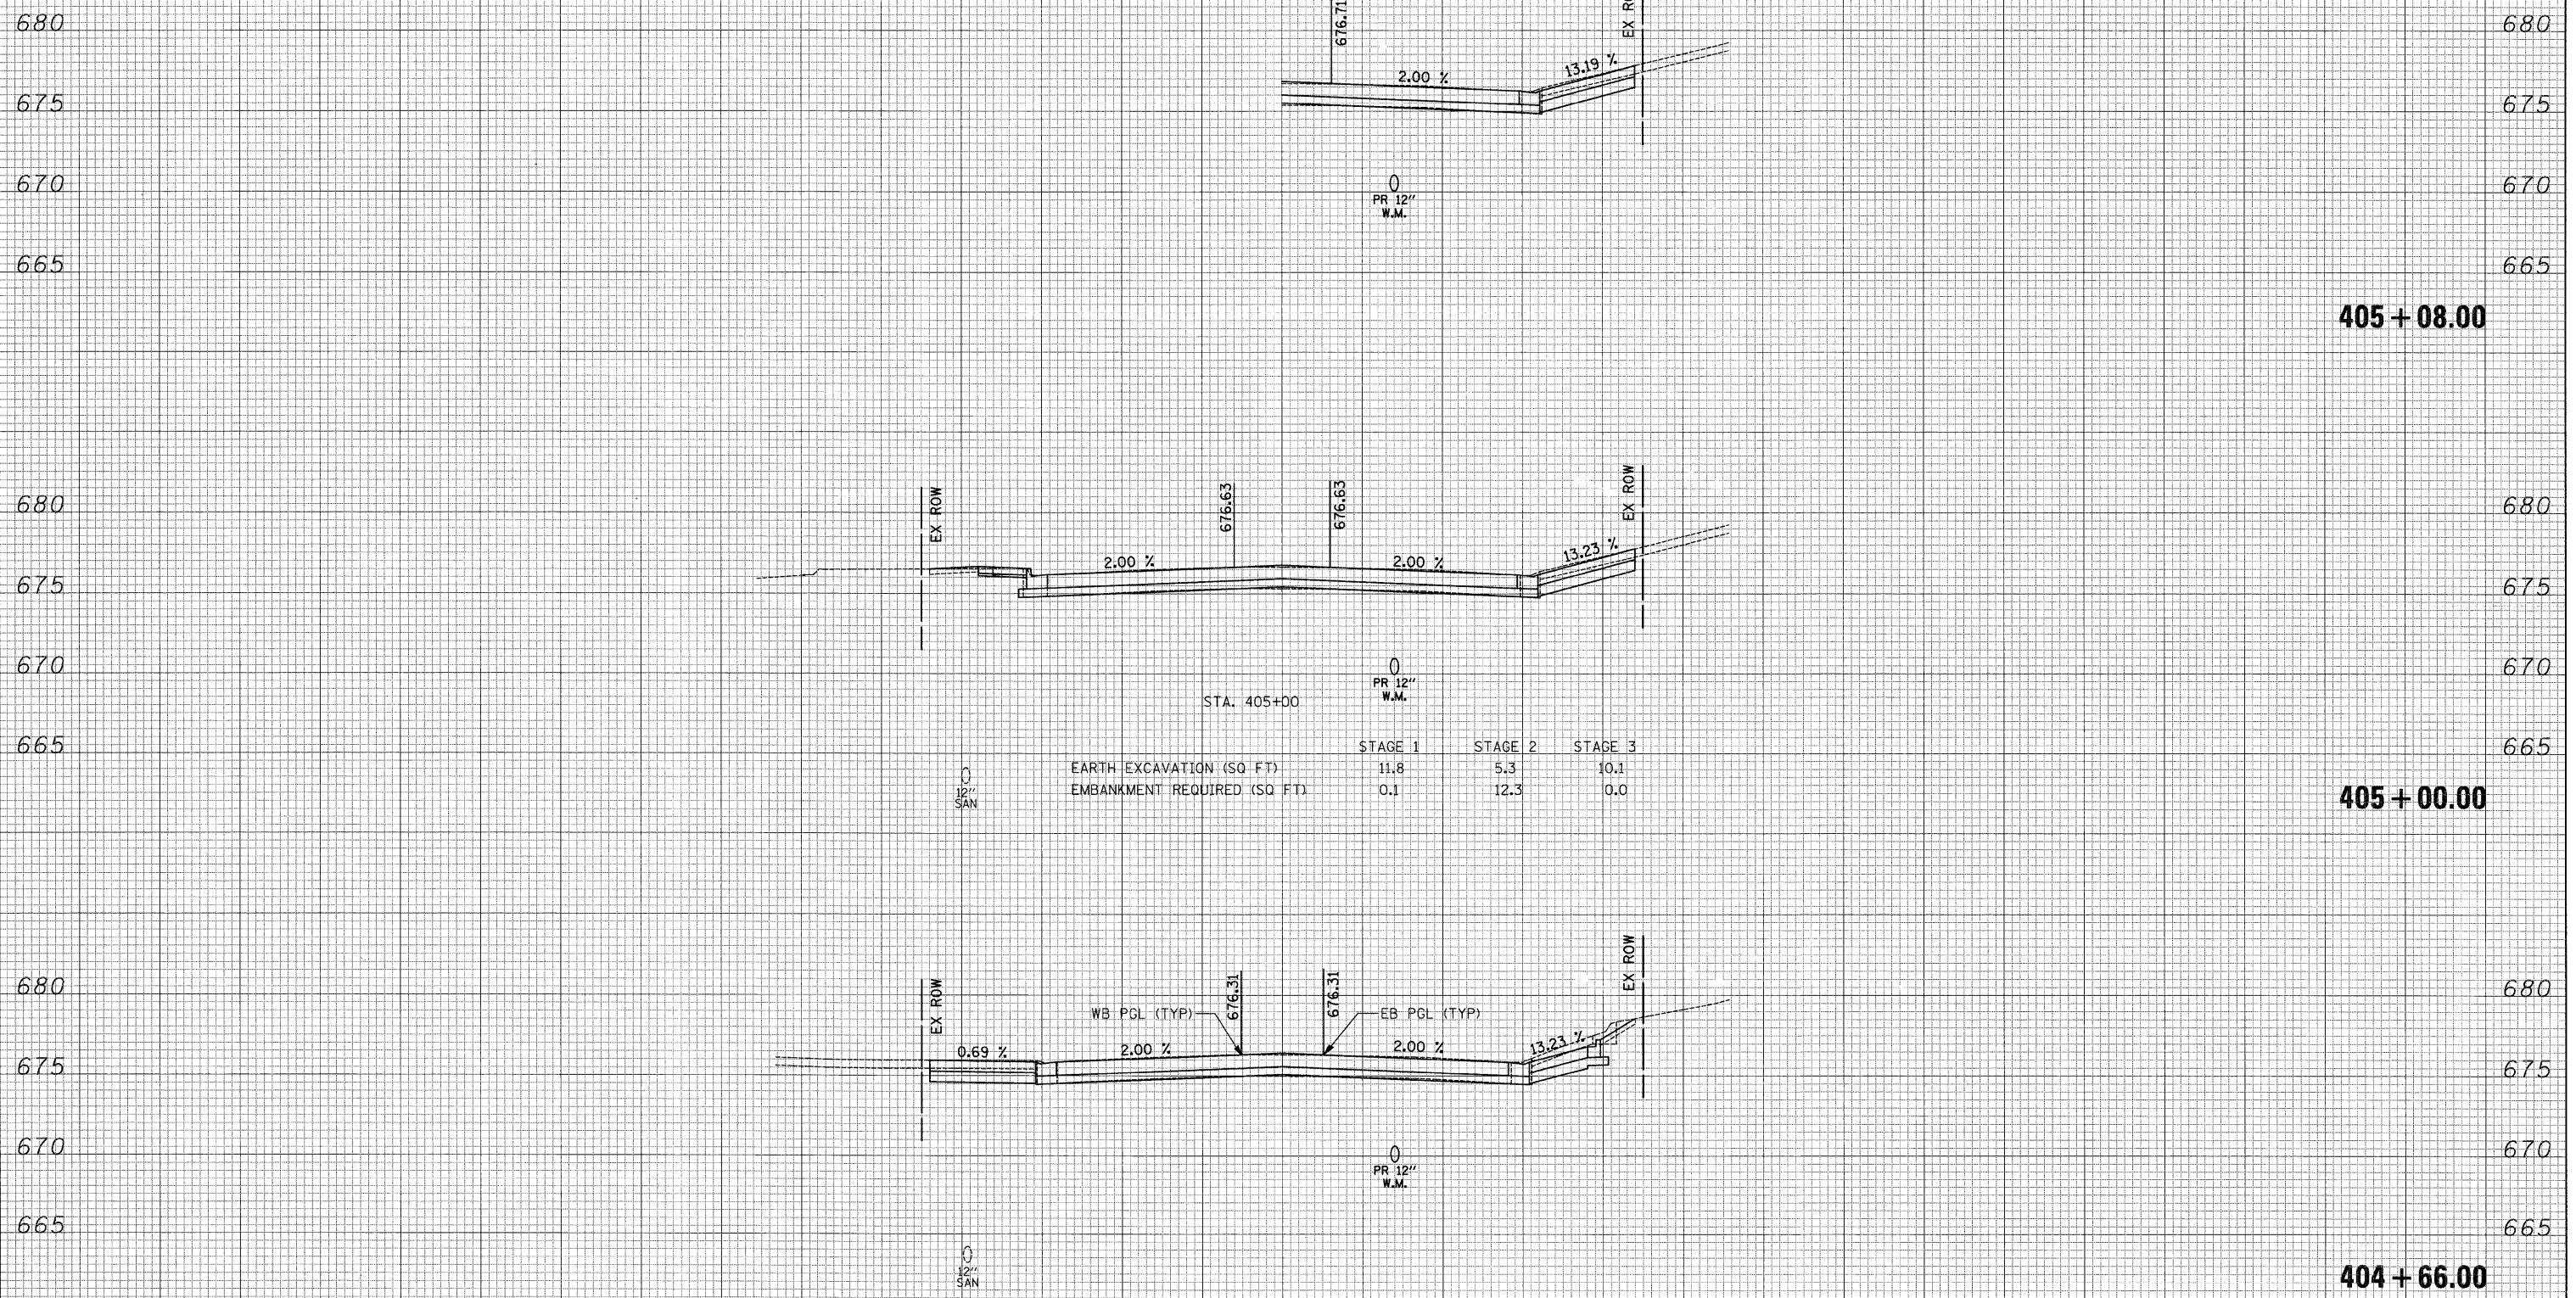 680
676.71
680
2.00 %
13.19 %
675
675
670
PR 12"
W.M.
670
665
665
405 + 08.00
680
EX ROW
676.63
676.63
EX ROW
680
2.00 %
2.00 %
13.23 %
675
675
670
PR 12"
W.M.
670
STA. 405+00
665
STAGE 1 STAGE 2 STAGE 3
665
EARTH EXCAVATION (SQ FT) 11.8 5.3 10.1
EMBANKMENT REQUIRED (SQ FT) 0.1 12.3 0.0
12"
SAN
405 + 00.00
680
EX ROW
676.31
676.31
EX ROW
680
WB PGL (TYP)
EB PGL (TYP)
0.69 %
2.00 %
2.00 %
13.23 %
675
675
670
PR 12"
W.M.
670
665
665
12"
SAN
404 + 66.00